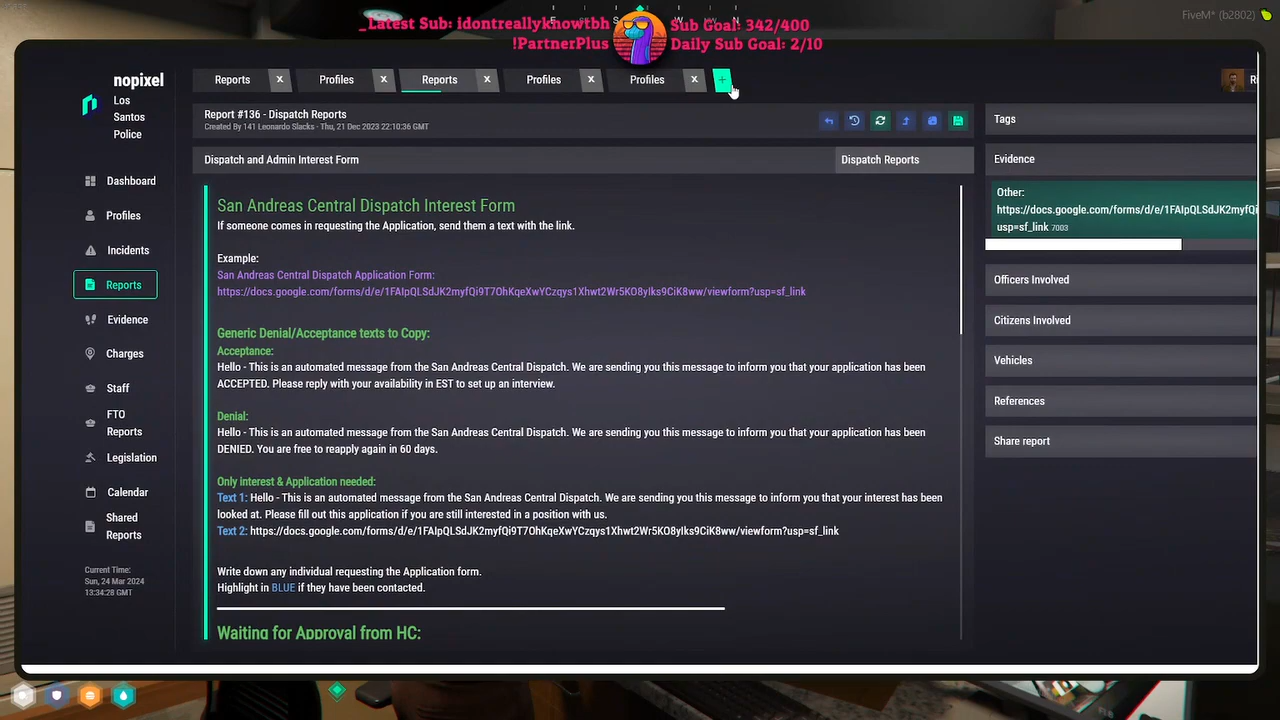 _Latest Sub: idontreallyknowtbh
!PartnerPlus
Sub Goal: 342/400
Daily Sub Goal: 2/10
E
S
W
N
FiveM* (b2802)
nopixel
Los
Santos
Police
Reports x
Profiles x
Reports x
Profiles x
Profiles x
+
Report #136 - Dispatch Reports
Created By 141 Leonardo Slacks - Thu, 21 Dec 2023 22:10:36 GMT
Dispatch and Admin Interest Form
Dispatch Reports
Dashboard
Profiles
Incidents
Reports
Evidence
Charges
Staff
FTO
Reports
Legislation
Calendar
Shared
Reports
Current Time:
Sun, 24 Mar 2024
13:34:28 GMT
San Andreas Central Dispatch Interest Form
If someone comes in requesting the Application, send them a text with the link.
Example:
San Andreas Central Dispatch Application Form:
https://docs.google.com/forms/d/e/1FAIpQLSdJK2myfQi9T7OhKqeXwYCzqys1Xhwt2Wr5KO8yIks9CiK8ww/viewform?usp=sf_link
Generic Denial/Acceptance texts to Copy:
Acceptance:
Hello - This is an automated message from the San Andreas Central Dispatch. We are sending you this message to inform you that your application has been
ACCEPTED. Please reply with your availability in EST to set up an interview.
Denial:
Hello - This is an automated message from the San Andreas Central Dispatch. We are sending you this message to inform you that your application has been
DENIED. You are free to reapply again in 60 days.
Only interest & Application needed:
Text 1: Hello - This is an automated message from the San Andreas Central Dispatch. We are sending you this message to inform you that your interest has been
looked at. Please fill out this application if you are still interested in a position with us.
Text 2: https://docs.google.com/forms/d/e/1FAIpQLSdJK2myfQi9T7OhKqeXwYCzqys1Xhwt2Wr5KO8yIks9CiK8ww/viewform?usp=sf_link
Write down any individual requesting the Application form.
Highlight in BLUE if they have been contacted.
Waiting for Approval from HC:
Tags
Evidence
Other:
https://docs.google.com/forms/d/e/1FAIpQLSdJK2myfQi
usp=sf_link 7003
Officers Involved
Citizens Involved
Vehicles
References
Share report